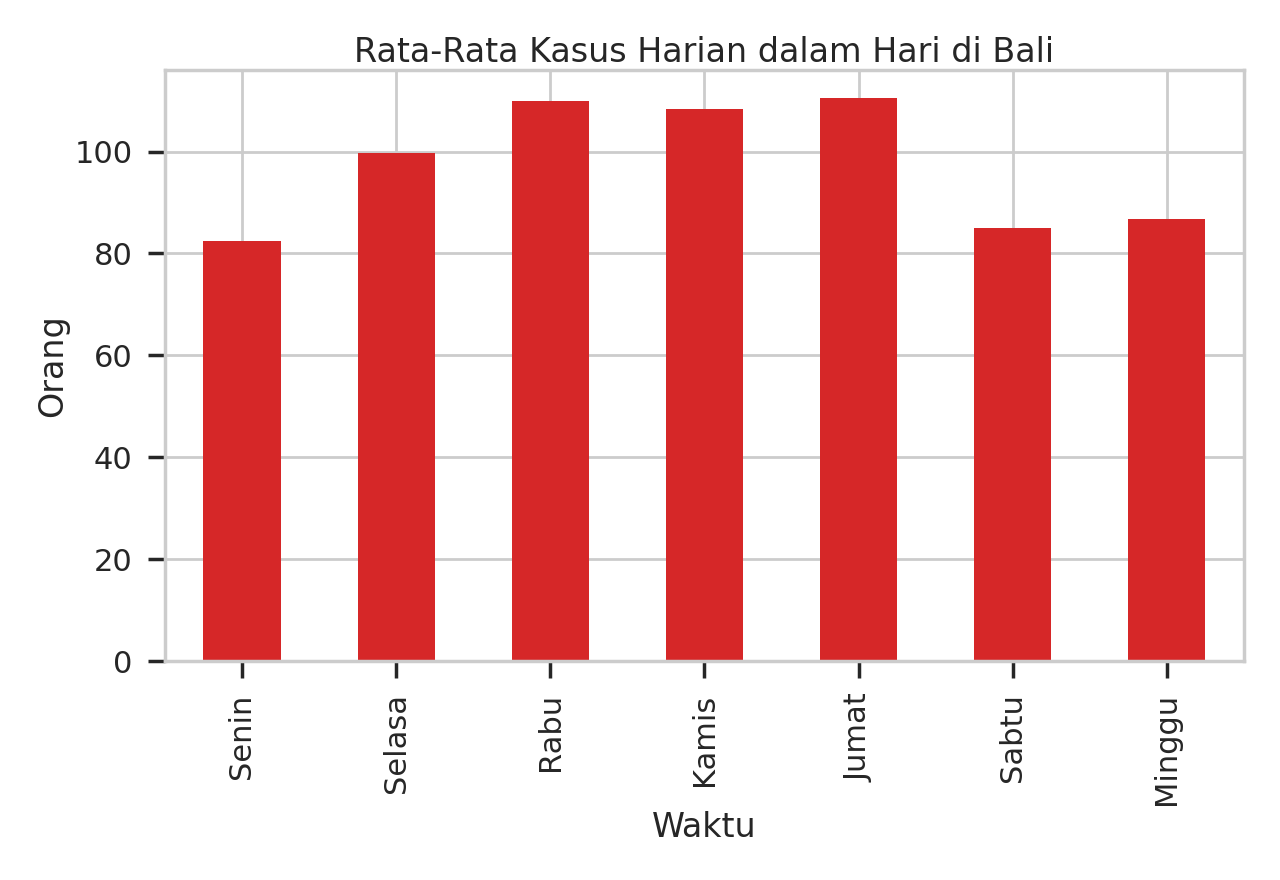 Rata-Rata Kasus Harian dalam Hari di Bali
100
80
60
40
20
0
Orang
Senin
Selasa
Rabu
Kamis
Jumat
Sabtu
Minggu
Waktu